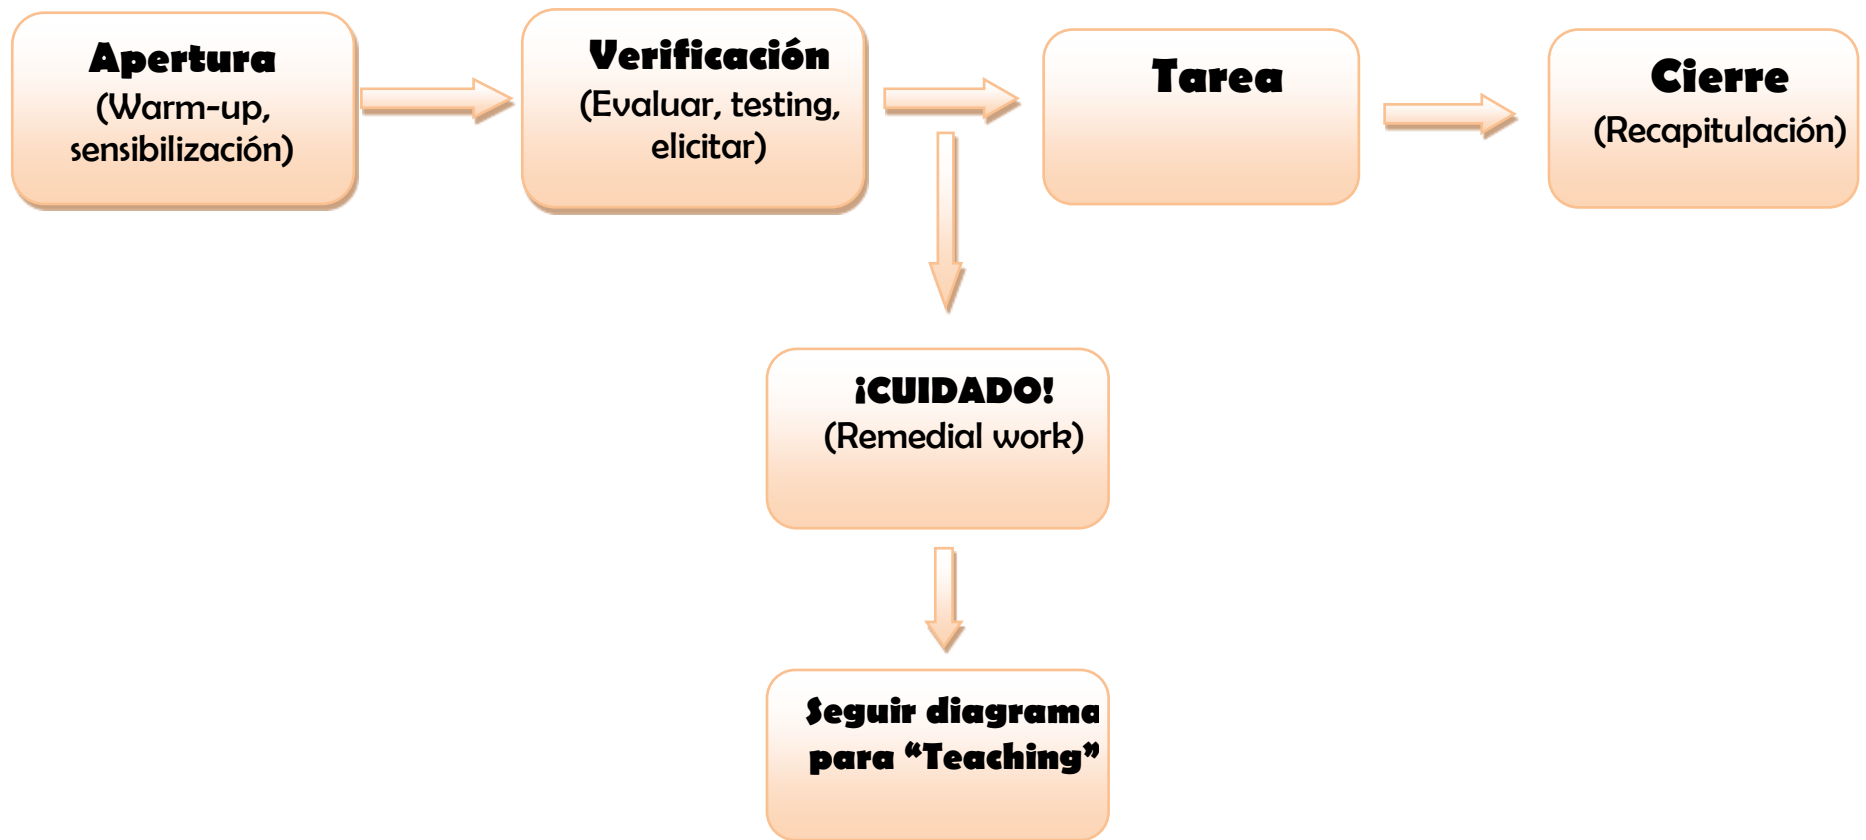 Apertura
(Warm-up,
sensibilización)
Verificación
(Evaluar, testing,
elicitar)
Tarea
Cierre
(Recapitulación)
¡CUIDADO!
(Remedial work)
Seguir diagrama
para “Teaching”